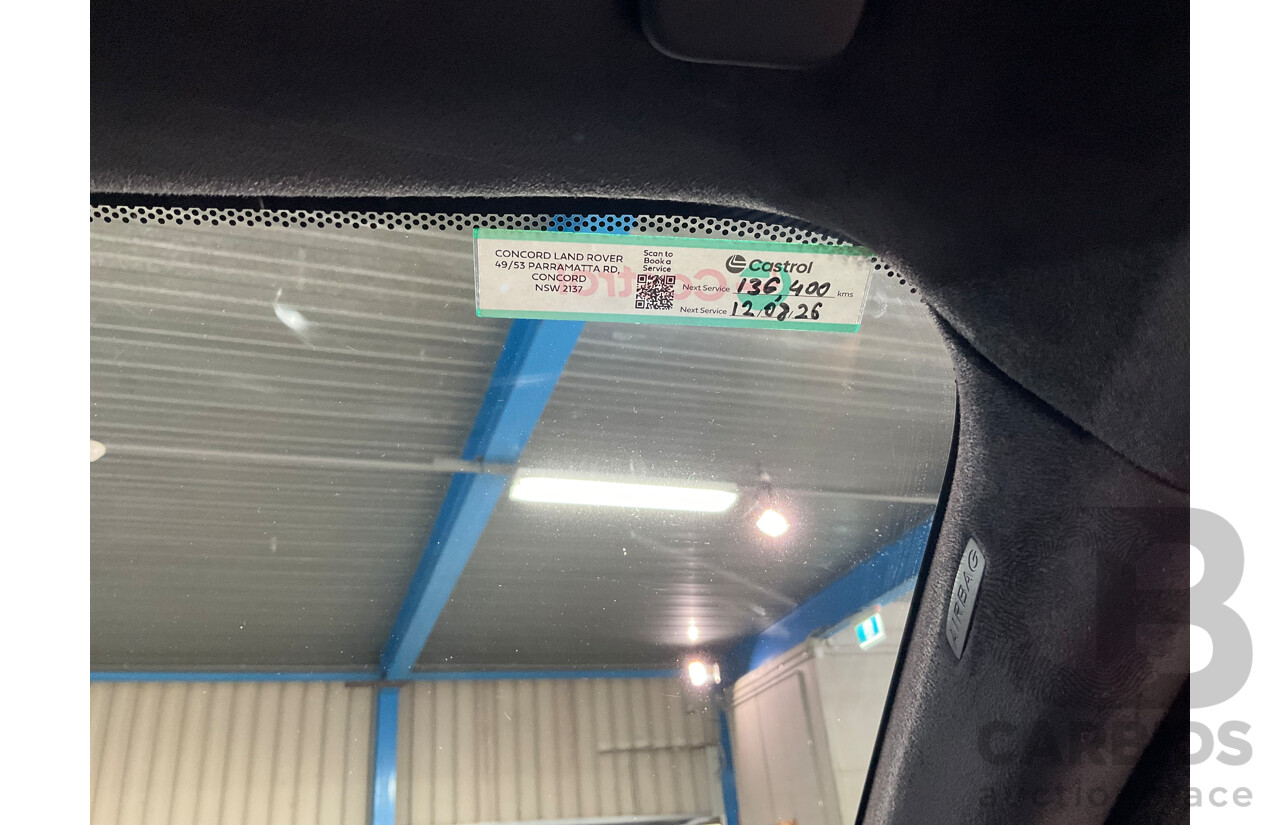 CONCORD LAND ROVER
49/53 PARRAMATTA RD,
CONCORD
NSW 2137
Scan to
Book a
Service
Castrol
Next Service 136,400 kms
Next Service 12/08/26
AIRBAG
B